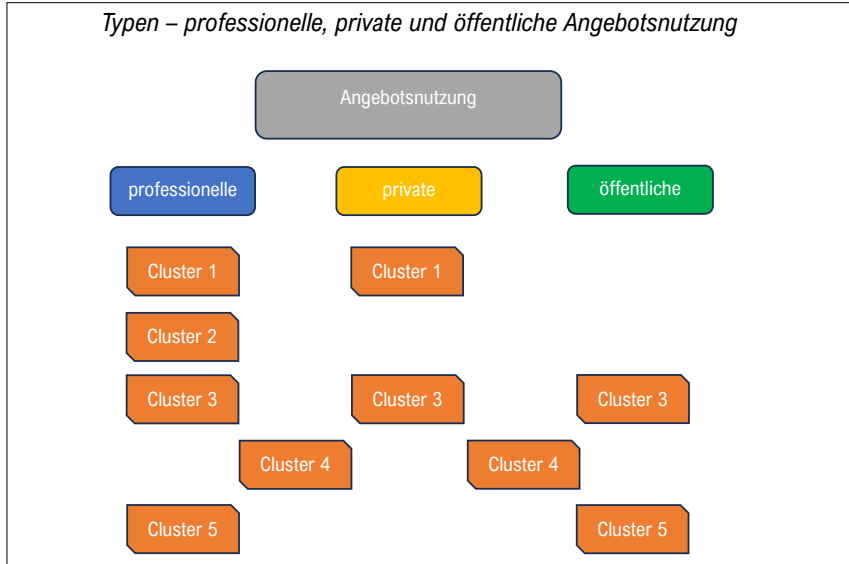 Typen – professionelle, private und öffentliche Angebotsnutzung
Angebotsnutzung
professionelle
private
öffentliche
Cluster 1
Cluster 1
Cluster 2
Cluster 3
Cluster 3
Cluster 3
Cluster 4
Cluster 4
Cluster 5
Cluster 5